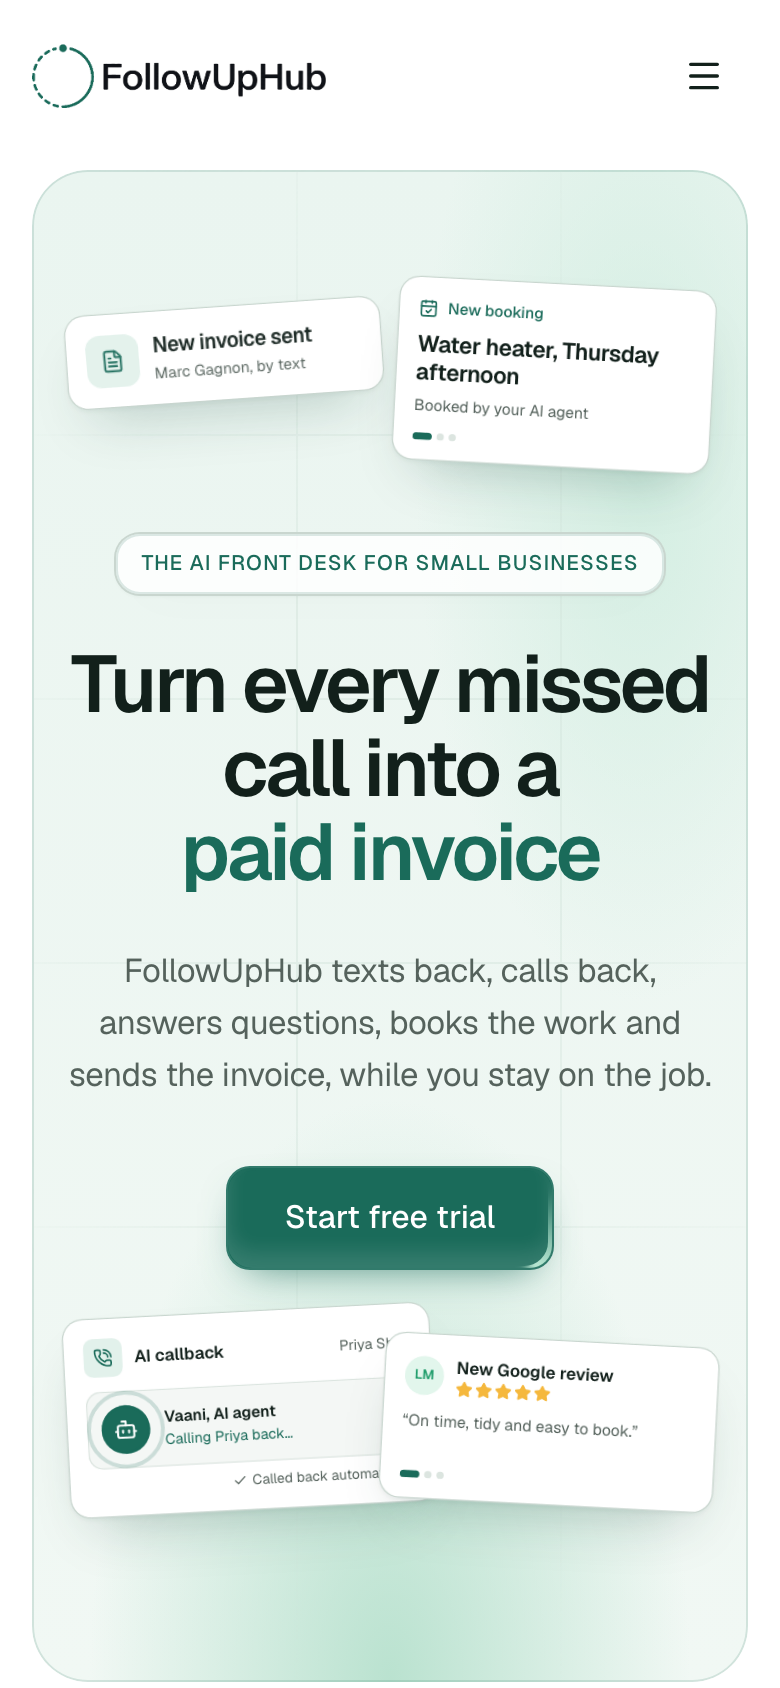 FollowUpHub
New invoice sent
Marc Gagnon, by text
New booking
Water heater, Thursday
afternoon
Booked by your AI agent
THE AI FRONT DESK FOR SMALL BUSINESSES
Turn every missed
call into a
paid invoice
FollowUpHub texts back, calls back,
answers questions, books the work and
sends the invoice, while you stay on the job.
Start free trial
AI callback
Priya
Vaani, AI agent
Calling Priya back...
Called back
LM
New Google review
“On time, tidy and easy to book.”